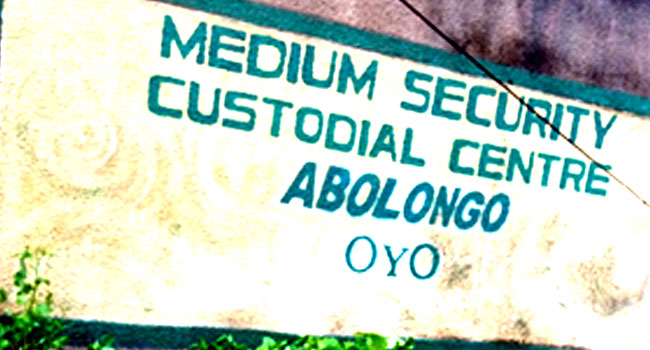 MEDIUM SECURITY
CUSTODIAL CENTRE
ABOLONGO
OYO